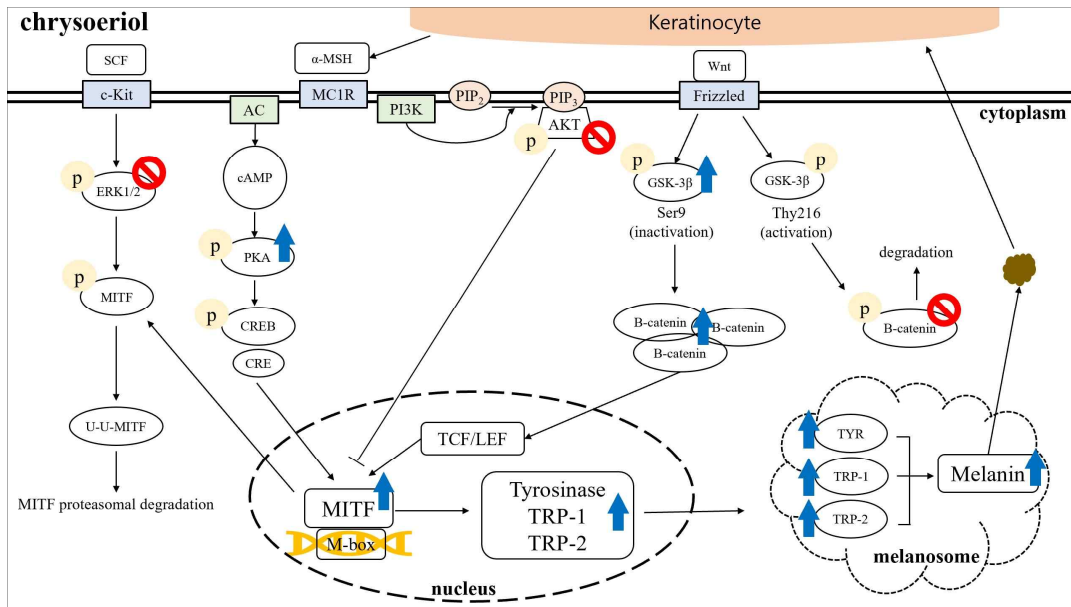 chrysoeriol
Keratinocyte
SCF
α-MSH
Wnt
c-Kit
AC
MC1R
PI3K
PIP2
PIP3
AKT
Frizzled
cytoplasm
p
p
ERK1/2
cAMP
p
GSK-3β
p
GSK-3β
Ser9
(inactivation)
Thy216
(activation)
p
PKA
degradation
p
MITF
p
CREB
B-catenin
B-catenin
B-catenin
p
B-catenin
CRE
U-U-MITF
TCF/LEF
TYR
TRP-1
TRP-2
Melanin
MITF proteasomal degradation
MITF
M-box
Tyrosinase
TRP-1
TRP-2
melanosome
nucleus